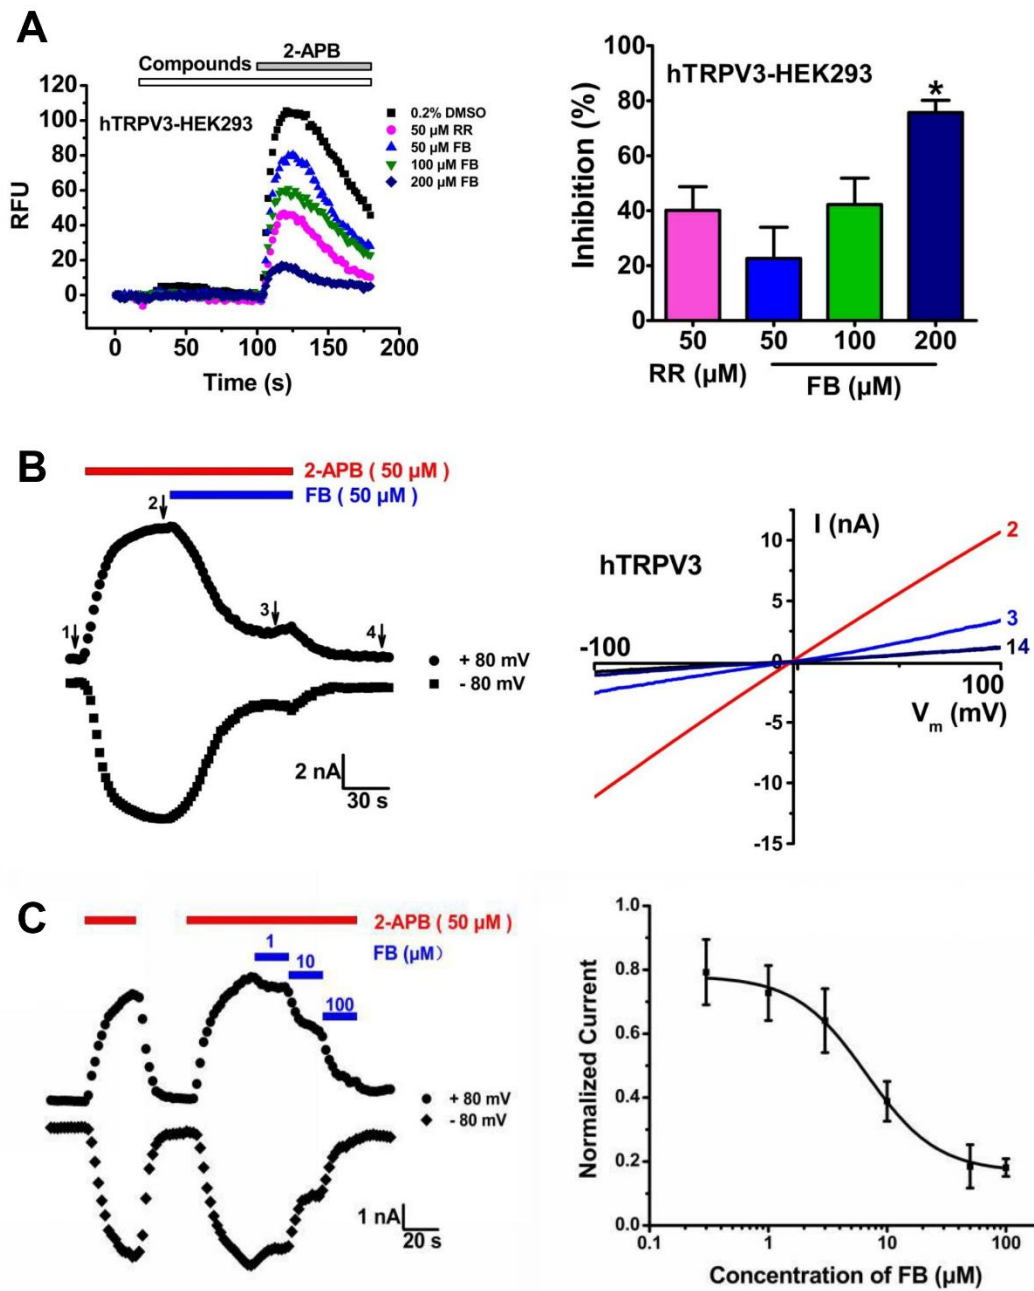 A
Compounds
2-APB
hTRPV3-HEK293
120
100
80
60
40
20
0
RFU
0
50
100
150
200
Time (s)
0.2% DMSO
50 µM RR
50 µM FB
100 µM FB
200 µM FB
hTRPV3-HEK293
*
100
80
60
40
20
0
Inhibition (%)
50
50
100
200
RR (µM)
FB (µM)
B
2-APB ( 50 µM )
FB ( 50 µM )
1
2
3
4
+ 80 mV
- 80 mV
2 nA
30 s
hTRPV3
I (nA)
10
5
0
-5
-10
-15
-100
100
V_m (mV)
2
3
14
C
2-APB ( 50 µM )
FB (µM)
1
10
100
+ 80 mV
- 80 mV
1 nA
20 s
1.0
0.8
0.6
0.4
0.2
0.0
Normalized Current
0.1
1
10
100
Concentration of FB (µM)